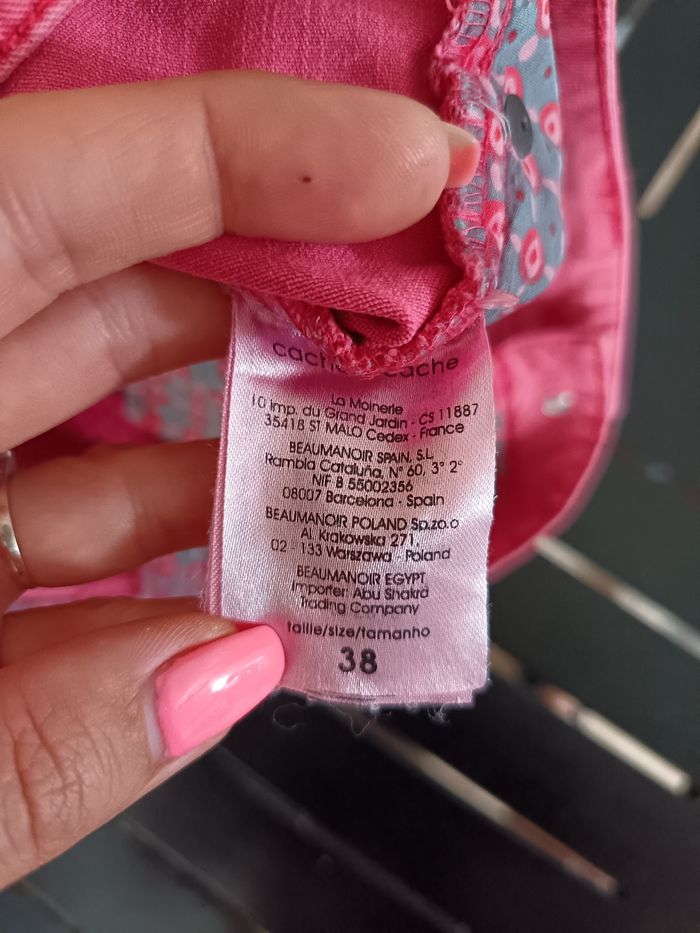 cache cache
La Moinerie
10 Imp. du Grand Jardin - CS 11887
35418 ST MALO Cedex - France
BEAUMANOIR SPAIN, S.L
Rambla Cataluña, N° 60, 3° 2°
NIF B 55002356
08007 Barcelona - Spain
BEAUMANOIR POLAND Sp.zo.o
Al. Krakowska 271,
02 - 133 Warszawa - Poland
BEAUMANOIR EGYPT
Importer: Abu Shakra
Trading Company
taille/size/tamanho
38